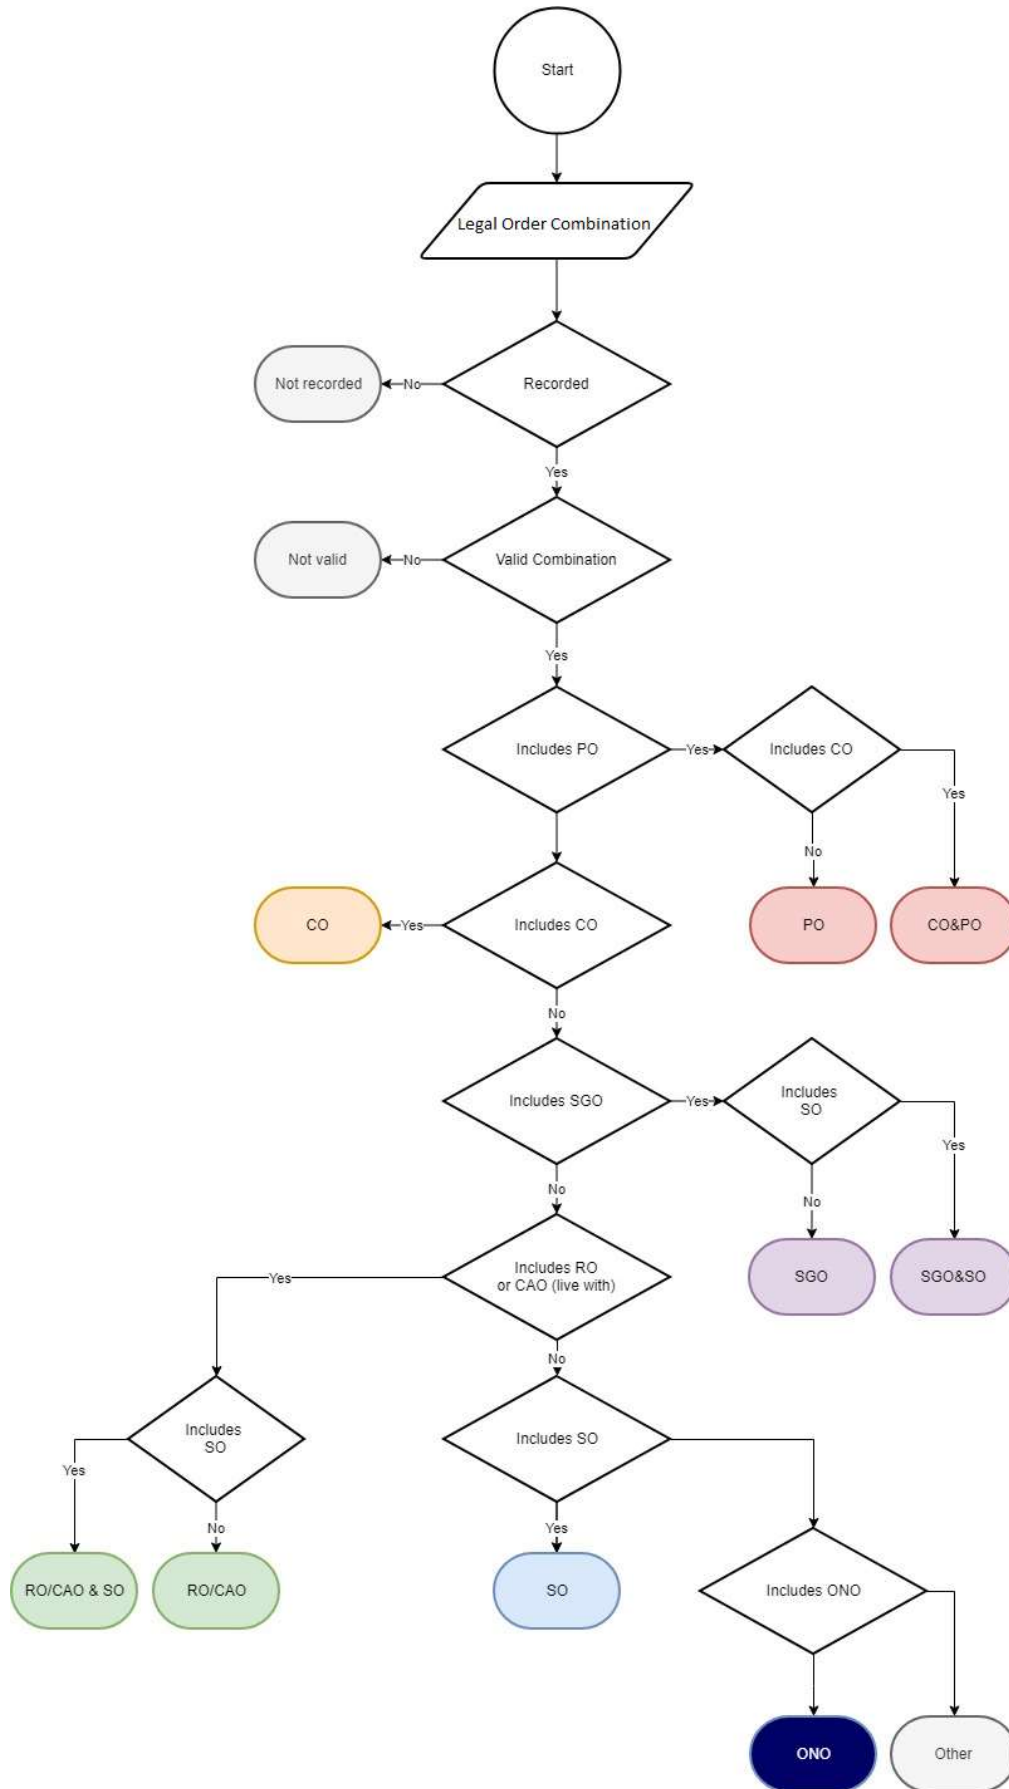 Start
Legal Order Combination
Not recorded
No
Recorded
Yes
Not valid
No
Valid Combination
Yes
Includes PO
Yes
Includes CO
Yes
No
CO
Yes
Includes CO
PO
CO&PO
No
Includes SGO
Yes
Includes
SO
Yes
No
No
Includes RO
or CAO (live with)
SGO
SGO&SO
Yes
No
Includes
SO
Includes SO
Yes
No
Yes
RO/CAO & SO
RO/CAO
SO
Includes ONO
ONO
Other